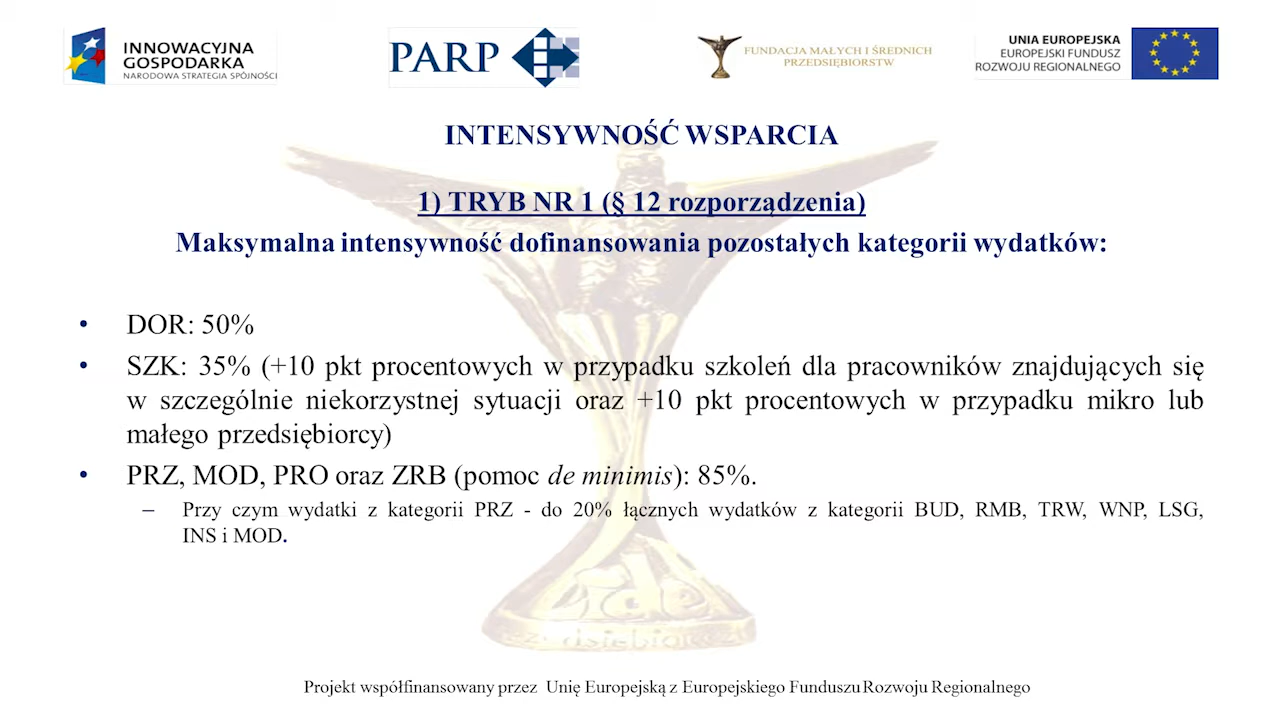 INNOWACYJNA
GOSPODARKA
NARODOWA STRATEGIA SPÓJNOŚCI
PARP
FUNDACJA MAŁYCH I ŚREDNICH
PRZEDSIĘBIORSTW
UNIA EUROPEJSKA
EUROPEJSKI FUNDUSZ
ROZWOJU REGIONALNEGO
INTENSYWNOŚĆ WSPARCIA
1) TRYB NR 1 (§ 12 rozporządzenia)
Maksymalna intensywność dofinansowania pozostałych kategorii wydatków:
• DOR: 50%
• SZK: 35% (+10 pkt procentowych w przypadku szkoleń dla pracowników znajdujących się
w szczególnie niekorzystnej sytuacji oraz +10 pkt procentowych w przypadku mikro lub
małego przedsiębiorcy)
• PRZ, MOD, PRO oraz ZRB (pomoc de minimis): 85%.
– Przy czym wydatki z kategorii PRZ - do 20% łącznych wydatków z kategorii BUD, RMB, TRW, WNP, LSG,
INS i MOD.
Projekt współfinansowany przez Unię Europejską z Europejskiego Funduszu Rozwoju Regionalnego